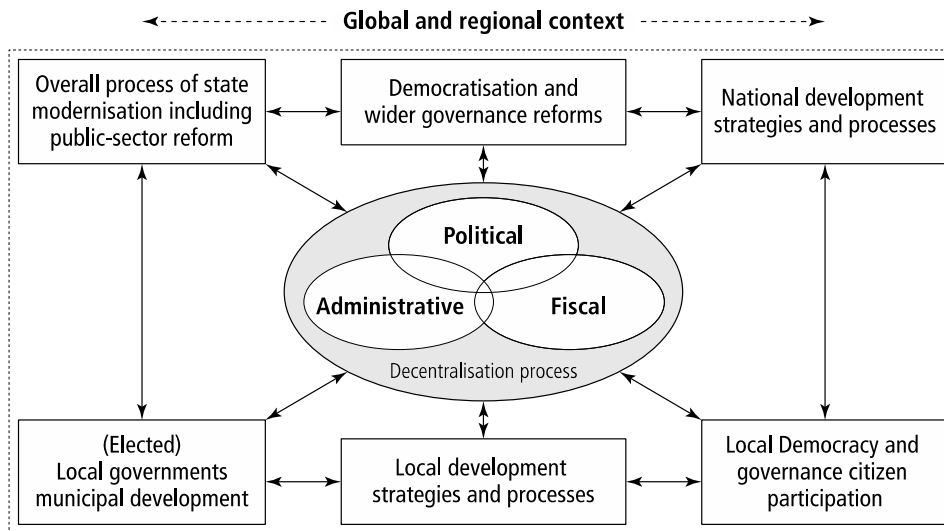 Global and regional context
Overall process of state
modernisation including
public-sector reform
Democratisation and
wider governance reforms
National development
strategies and processes
Political
Administrative
Fiscal
Decentralisation process
(Elected)
Local governments
municipal development
Local development
strategies and processes
Local Democracy and
governance citizen
participation